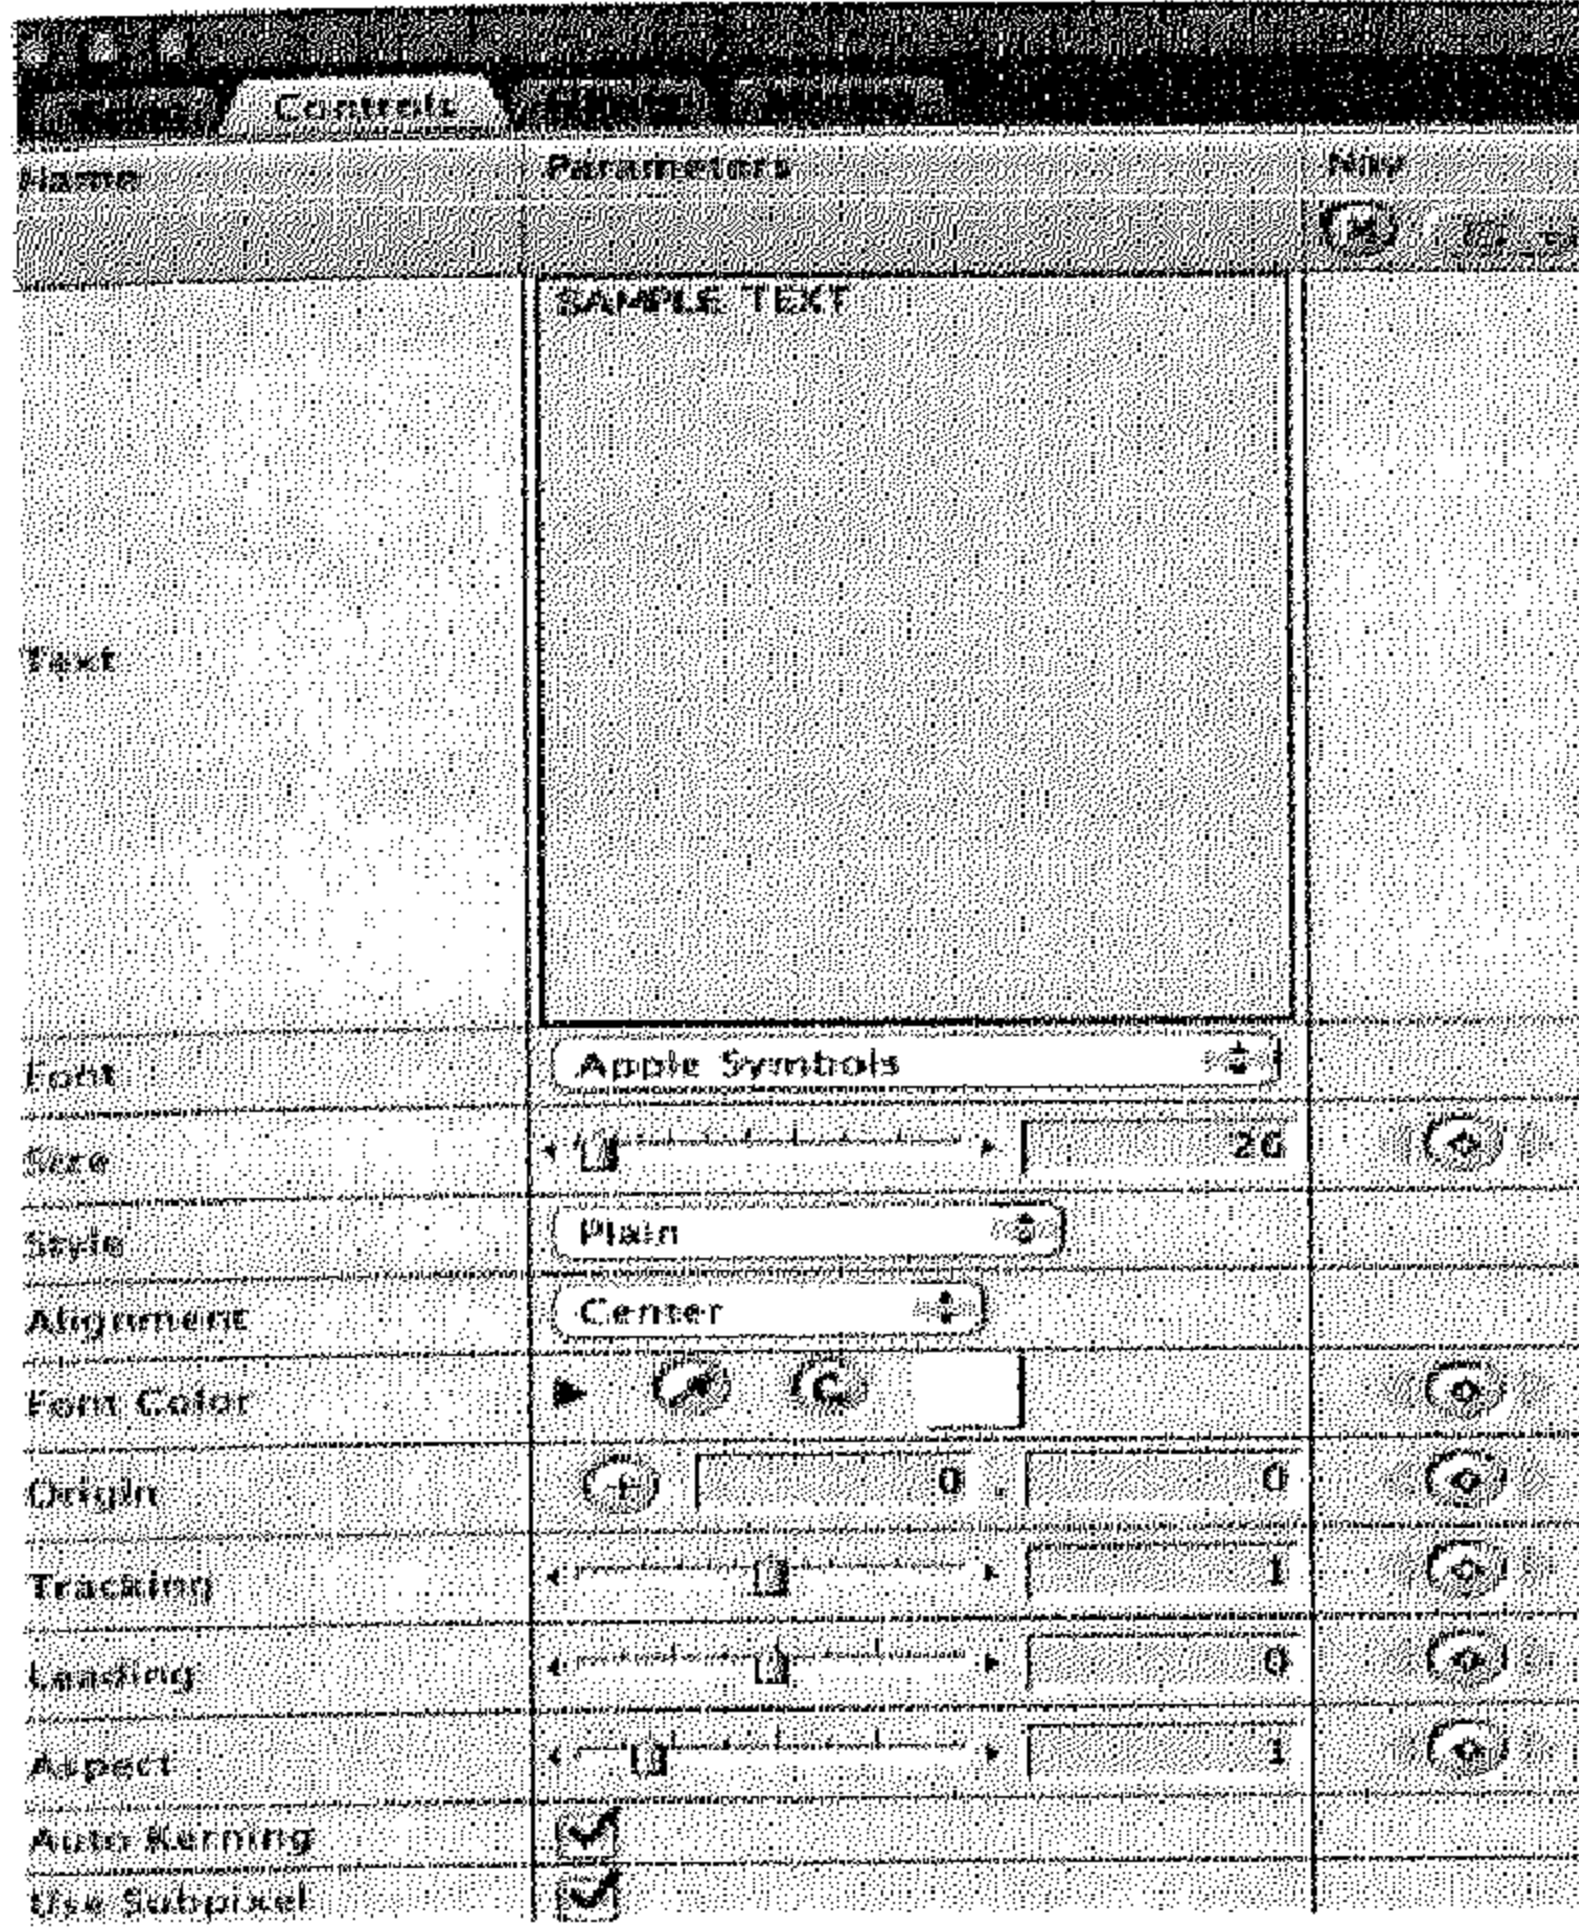 Controls
Name Parameters Nav
SAMPLE TEXT
Text
Font Apple Symbols
Size 26
Style Plain
Alignment Center
Font Color
Origin 0 , 0
Tracking 1
Leading 0
Aspect 1
Auto Kerning
Use Subpixel